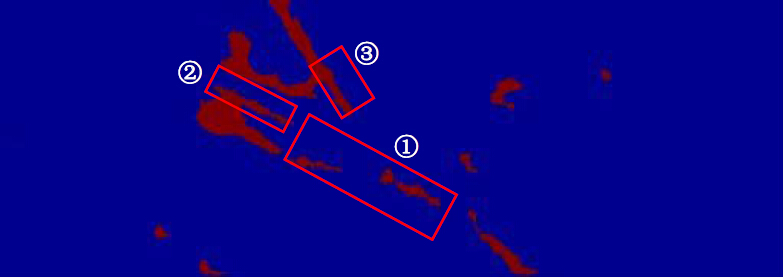 ③
②
①